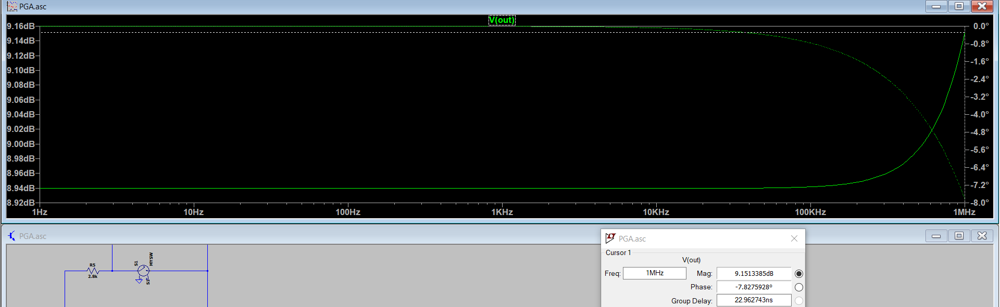 PGA.asc
V(out)
9.16dB
9.14dB
9.12dB
9.10dB
9.08dB
9.06dB
9.04dB
9.02dB
9.00dB
8.98dB
8.96dB
8.94dB
8.92dB
0.0°
-0.8°
-1.6°
-2.4°
-3.2°
-4.0°
-4.8°
-5.6°
-6.4°
-7.2°
-8.0°
1Hz 10Hz 100Hz 1KHz 10KHz 100KHz 1MHz
PGA.asc
R5
2.8k
S1
MYSW
S1
PGA.asc
Cursor 1
V(out)
Freq: 1MHz Mag: 9.1513385dB
Phase: -7.8275928°
Group Delay: 22.962743ns